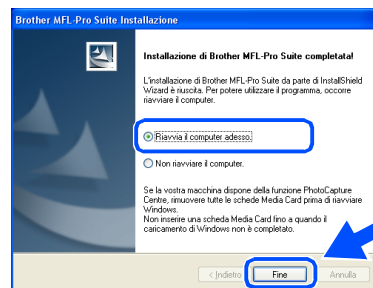 Brother MFL-Pro Suite Installazione
Installazione di Brother MFL-Pro Suite completata!
L'installazione di Brother MFL-Pro Suite da parte di InstallShield
Wizard è riuscita. Per potere utilizzare il programma, occorre
riavviare il computer.
Riavvia il computer adesso.
Non riavviare il computer.
Se la vostra macchina dispone della funzione PhotoCapture
Centre, rimuovere tutte le schede Media Card prima di riavviare
Windows.
Non inserire una scheda Media Card fino a quando il
caricamento di Windows non è completato.
< Indietro
Fine
Annulla